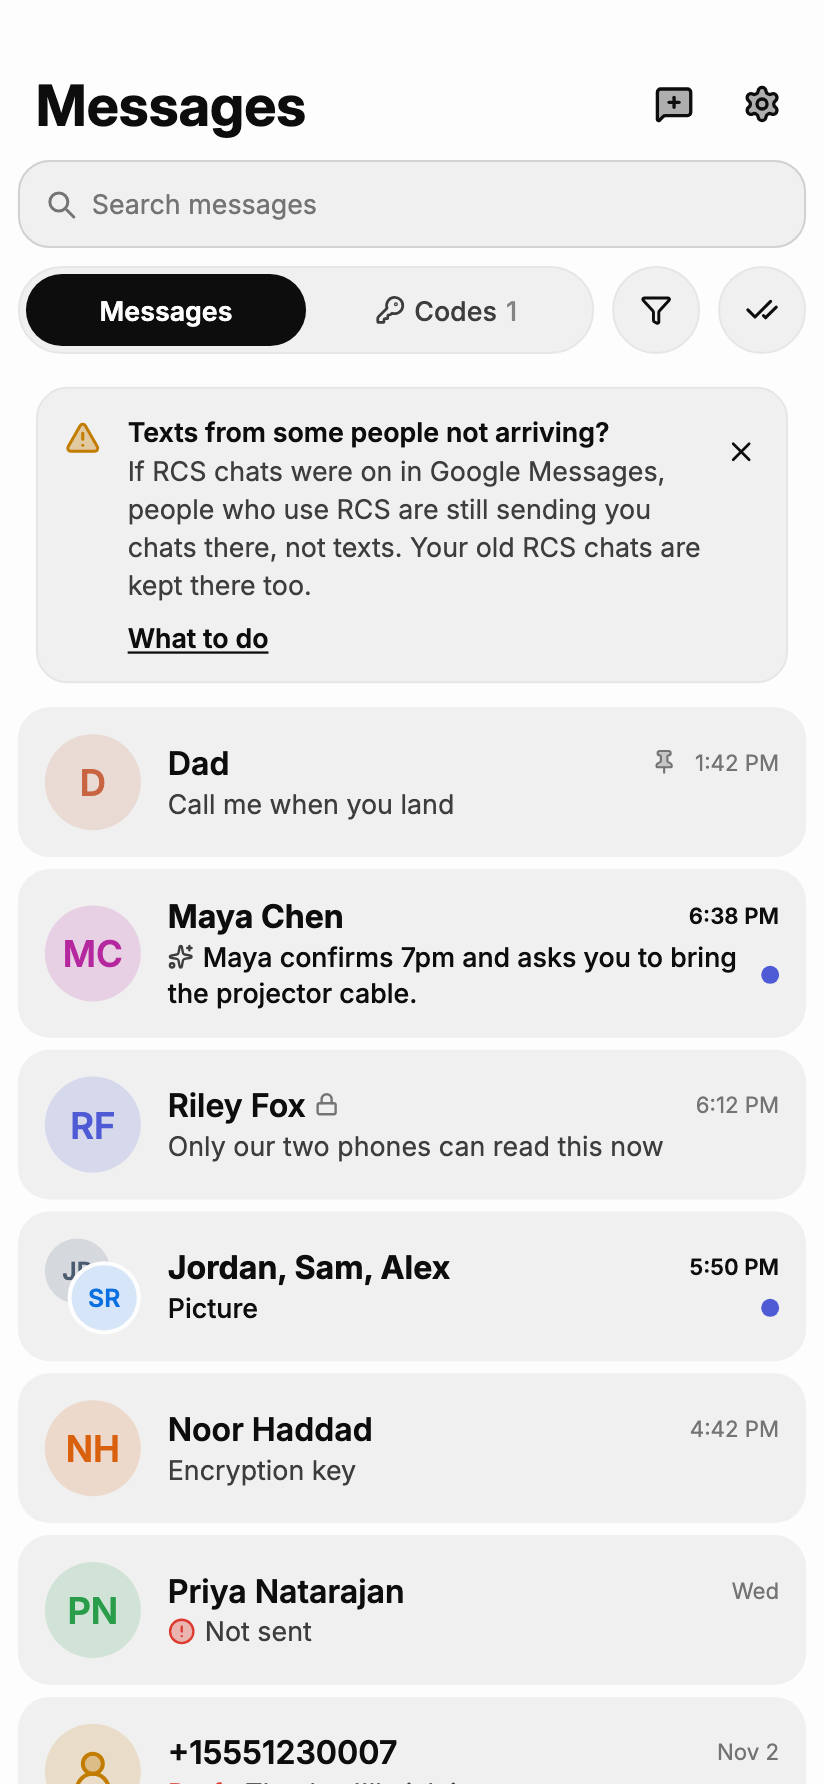 Messages
Search messages
Messages
Codes 1
Texts from some people not arriving?
If RCS chats were on in Google Messages,
people who use RCS are still sending you
chats there, not texts. Your old RCS chats are
kept there too.
What to do
D
Dad
1:42 PM
Call me when you land
MC
Maya Chen
6:38 PM
Maya confirms 7pm and asks you to bring
the projector cable.
RF
Riley Fox
6:12 PM
Only our two phones can read this now
SR
Jordan, Sam, Alex
5:50 PM
Picture
NH
Noor Haddad
4:42 PM
Encryption key
PN
Priya Natarajan
Wed
Not sent
+15551230007
Nov 2